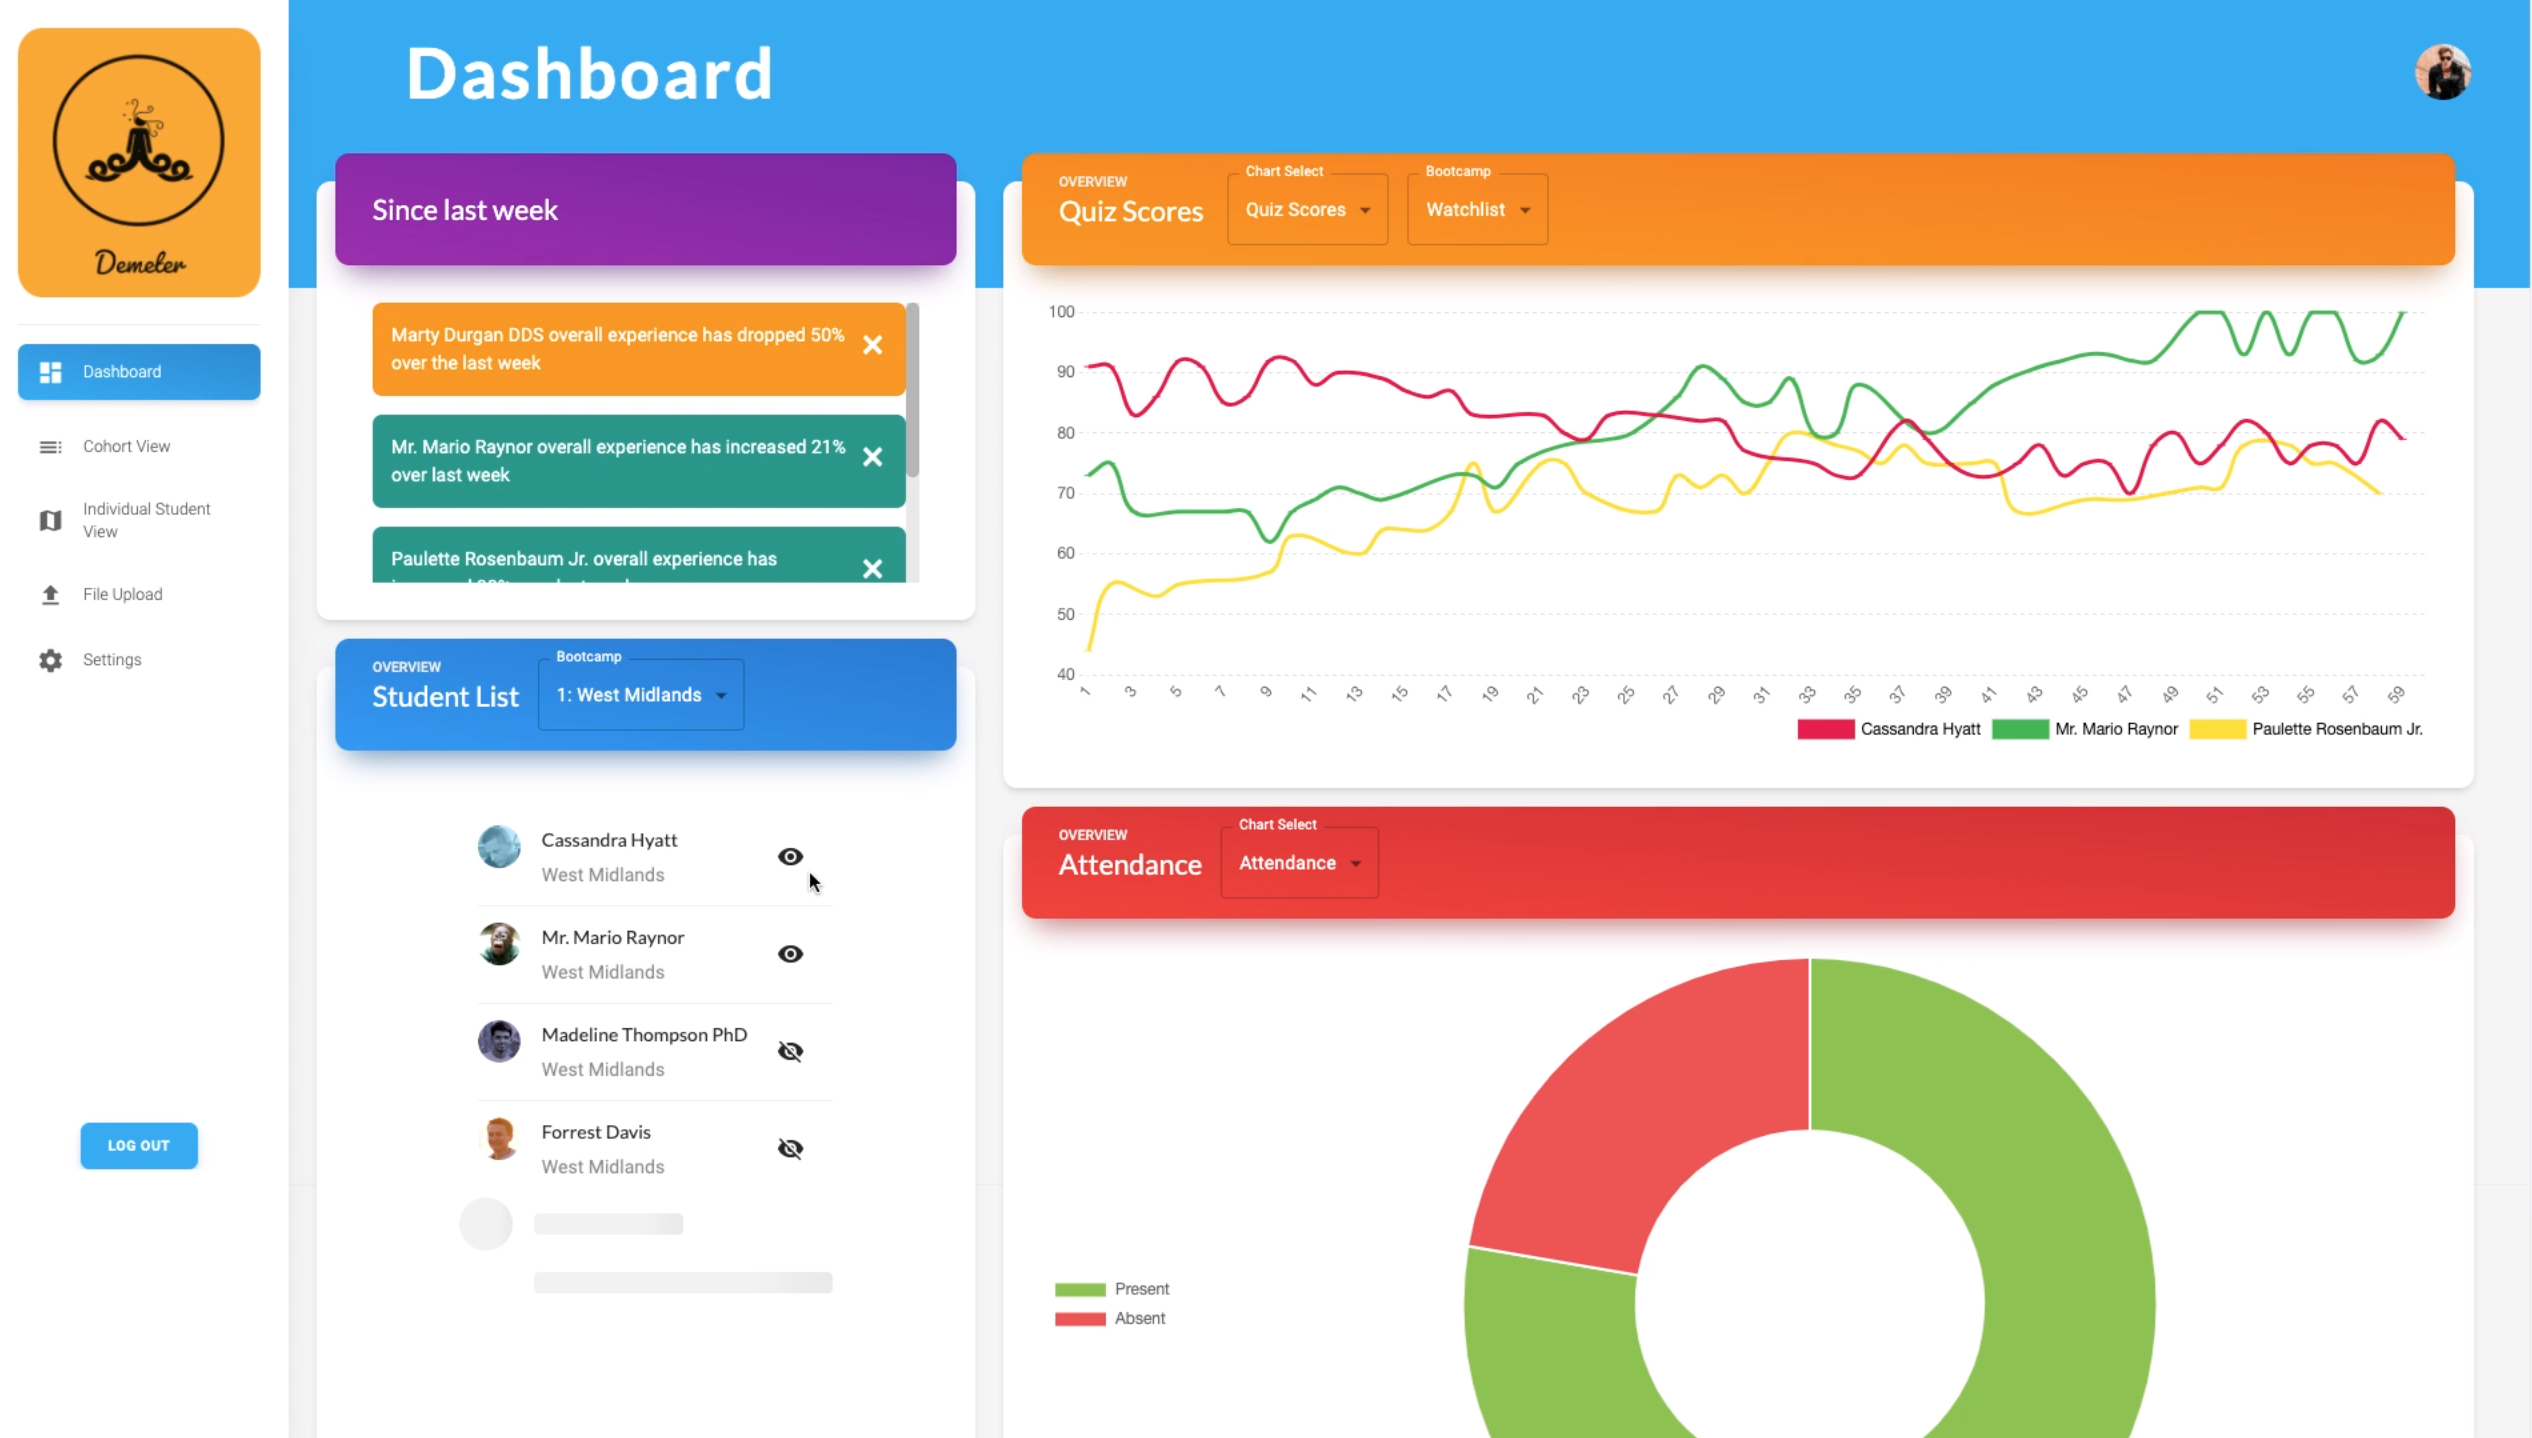 Demeter
Dashboard
Cohort View
Individual Student
View
File Upload
Settings
LOG OUT
Dashboard
Since last week
Marty Durgan DDS overall experience has dropped 50%
over the last week
Mr. Mario Raynor overall experience has increased 21%
over last week
Paulette Rosenbaum Jr. overall experience has
OVERVIEW
Student List
Bootcamp
1: West Midlands
Cassandra Hyatt
West Midlands
Mr. Mario Raynor
West Midlands
Madeline Thompson PhD
West Midlands
Forrest Davis
West Midlands
OVERVIEW
Quiz Scores
Chart Select
Quiz Scores
Bootcamp
Watchlist
100
90
80
70
60
50
40
1 3 5 7 9 11 13 15 17 19 21 23 25 27 29 31 33 35 37 39 41 43 45 47 49 51 53 55 57 59
Cassandra Hyatt Mr. Mario Raynor Paulette Rosenbaum Jr.
OVERVIEW
Attendance
Chart Select
Attendance
Present
Absent